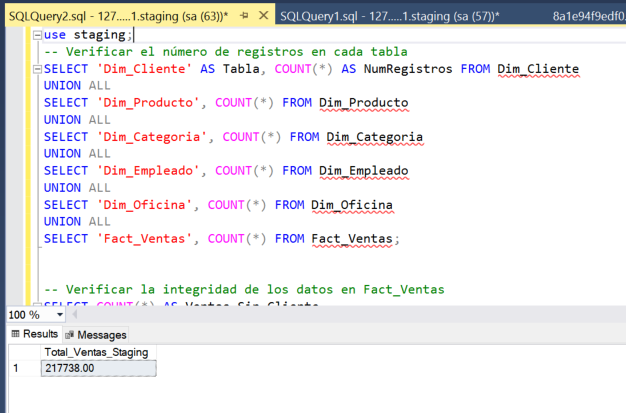 SQLQuery2.sql - 127.....1.staging (sa (63))* SQLQuery1.sql - 127.....1.staging (sa (57))* 8a1e94f9edf0.
use staging;
-- Verificar el número de registros en cada tabla
SELECT 'Dim_Cliente' AS Tabla, COUNT(*) AS NumRegistros FROM Dim_Cliente
UNION ALL
SELECT 'Dim_Producto', COUNT(*) FROM Dim_Producto
UNION ALL
SELECT 'Dim_Categoria', COUNT(*) FROM Dim_Categoria
UNION ALL
SELECT 'Dim_Empleado', COUNT(*) FROM Dim_Empleado
UNION ALL
SELECT 'Dim_Oficina', COUNT(*) FROM Dim_Oficina
UNION ALL
SELECT 'Fact_Ventas', COUNT(*) FROM Fact_Ventas;
-- Verificar la integridad de los datos en Fact_Ventas
SELECT COUNT(*) AS Ventas_Sin_Cliente
100 %
Results Messages
Total_Ventas_Staging
1 217738.00